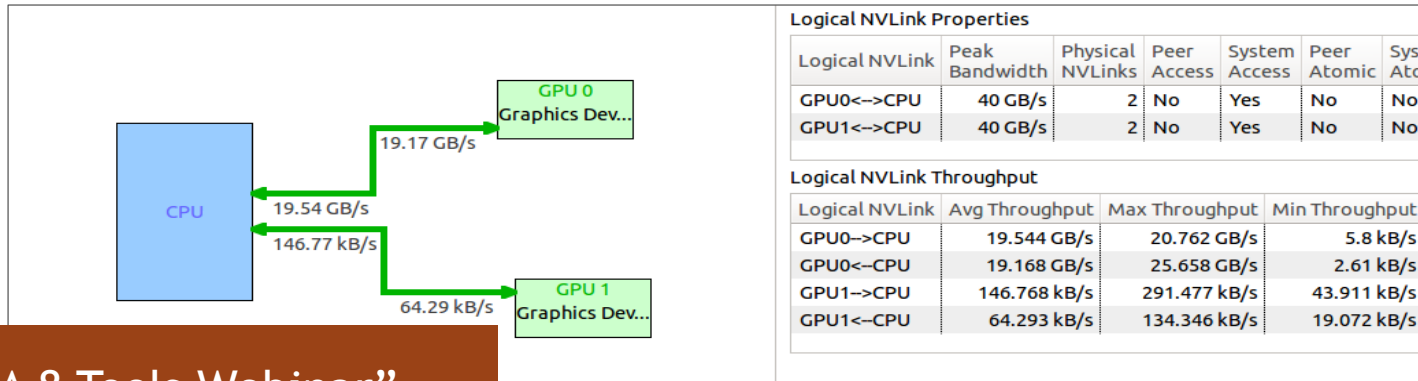 GPU 0
Graphics Dev...
19.17 GB/s
CPU
19.54 GB/s
146.77 kB/s
GPU 1
Graphics Dev...
64.29 kB/s
Tools Webinar”
Logical NVLink Properties
Logical NVLink Peak Bandwidth Physical NVLinks Peer Access System Access Peer Atomic
GPU0<-->CPU 40 GB/s 2 No Yes No No
GPU1<-->CPU 40 GB/s 2 No Yes No No
Logical NVLink Throughput
Logical NVLink Avg Throughput Max Throughput Min Throughput
GPU0-->CPU 19.544 GB/s 20.762 GB/s 5.8 kB/s
GPU0<--CPU 19.168 GB/s 25.658 GB/s 2.61 kB/s
GPU1-->CPU 146.768 kB/s 291.477 kB/s 43.911 kB/s
GPU1<--CPU 64.293 kB/s 134.346 kB/s 19.072 kB/s